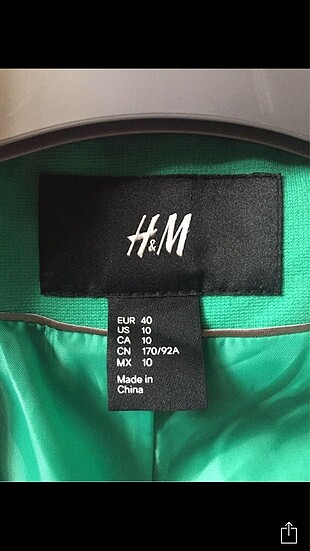 H&M
EUR 40
US 10
CA 10
CN 170/92A
MX 10
Made in
China